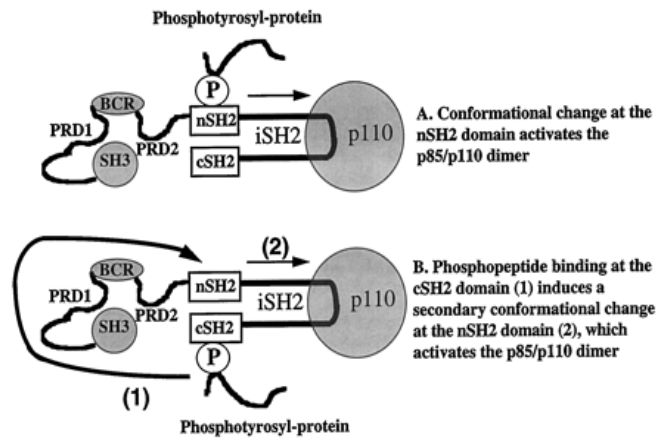 Phosphotyrosyl-protein
P
BCR
PRD1
nSH2
iSH2
p110
SH3
PRD2
cSH2
A. Conformational change at the
nSH2 domain activates the
p85/p110 dimer
(2)
BCR
PRD1
nSH2
iSH2
p110
SH3
PRD2
cSH2
P
(1)
Phosphotyrosyl-protein
B. Phosphopeptide binding at the
cSH2 domain (1) induces a
secondary conformational change
at the nSH2 domain (2), which
activates the p85/p110 dimer